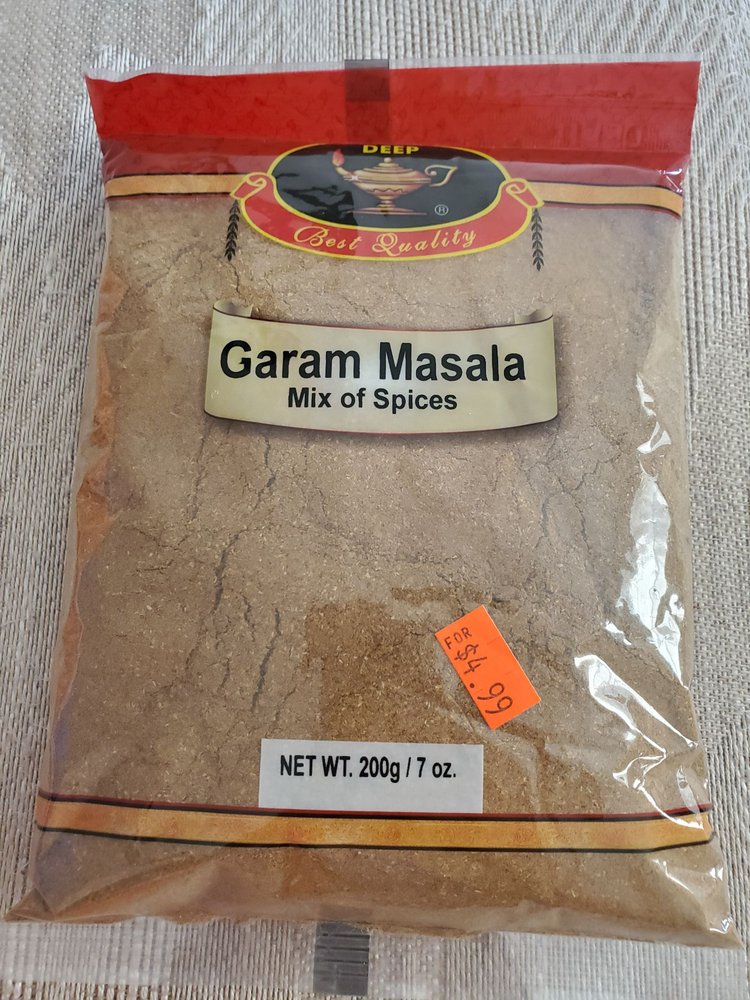 DEEP
®
Best Quality
Garam Masala
Mix of Spices
FOR
$4.99
NET WT. 200g / 7 oz.